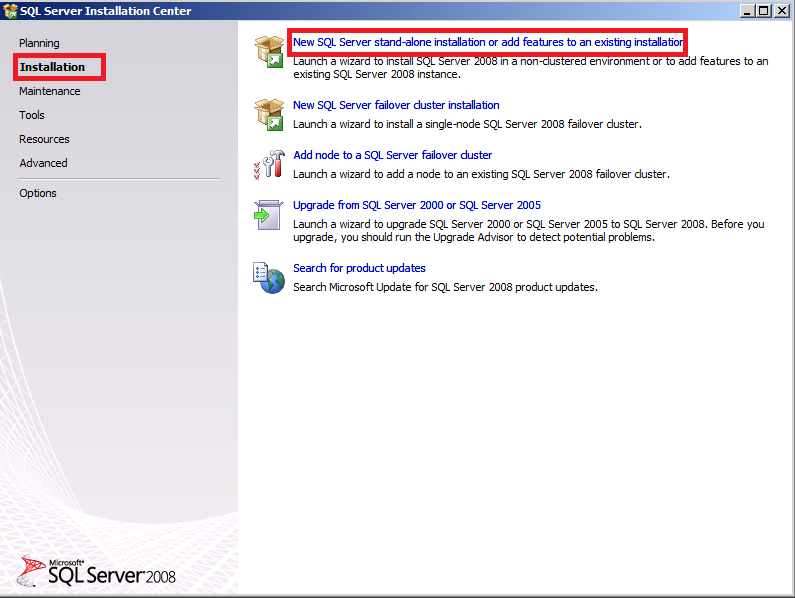 SQL Server Installation Center
Planning
Installation
Maintenance
Tools
Resources
Advanced
Options
New SQL Server stand-alone installation or add features to an existing installation
Launch a wizard to install SQL Server 2008 in a non-clustered environment or to add features to an
existing SQL Server 2008 instance.
New SQL Server failover cluster installation
Launch a wizard to install a single-node SQL Server 2008 failover cluster.
Add node to a SQL Server failover cluster
Launch a wizard to add a node to an existing SQL Server 2008 failover cluster.
Upgrade from SQL Server 2000 or SQL Server 2005
Launch a wizard to upgrade SQL Server 2000 or SQL Server 2005 to SQL Server 2008. Before you
upgrade, you should run the Upgrade Advisor to detect potential problems.
Search for product updates
Search Microsoft Update for SQL Server 2008 product updates.
Microsoft®
SQL Server 2008